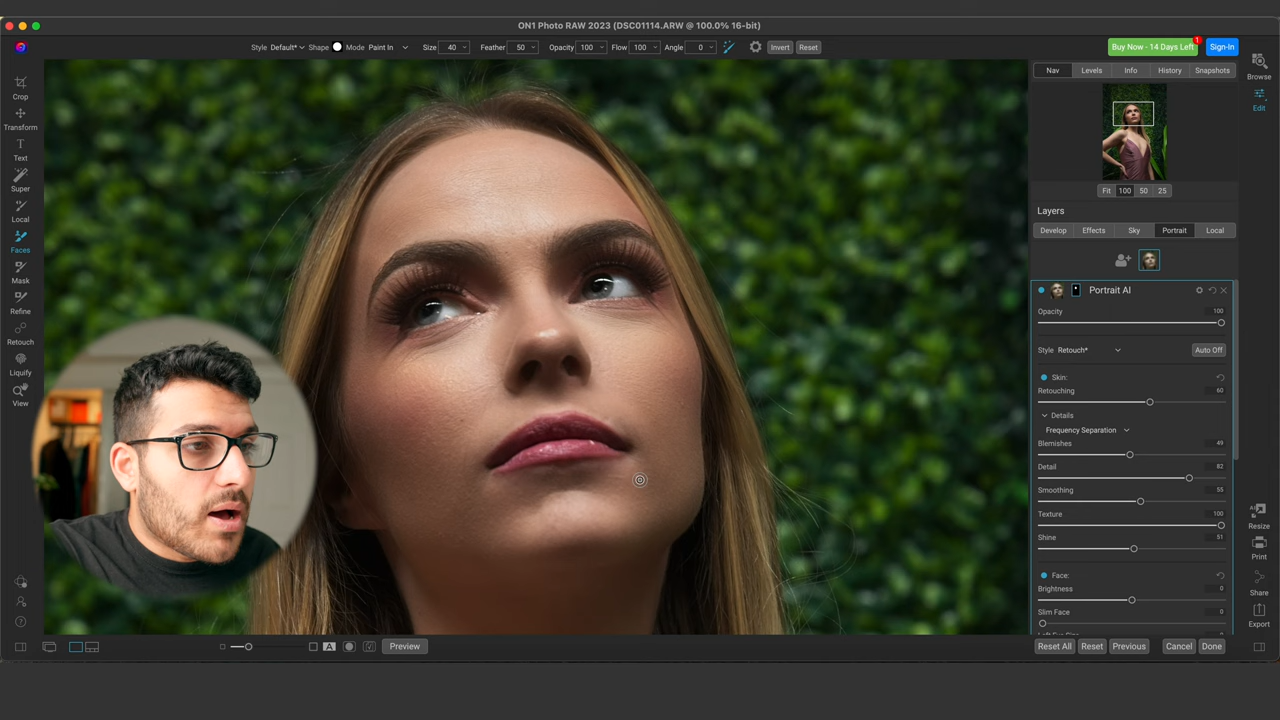 ON1 Photo RAW 2023 (DSC01114.ARW @ 100.0% 16-bit)
Style Default* Shape Mode Paint In Size 40 Feather 50 Opacity 100 Flow 100 Angle 0 Invert Reset
Buy Now - 14 Days Left 1 Sign-In
Crop
Transform
Text
Super
Local
Faces
Mask
Refine
Retouch
Liquify
View
Nav Levels Info History Snapshots
Fit 100 50 25
Layers
Develop Effects Sky Portrait Local
Portrait AI
Opacity 100
Style Retouch* Auto Off
Skin:
Retouching 60
Details
Frequency Separation
Blemishes 49
Detail 82
Smoothing 55
Texture 100
Shine 51
Face:
Brightness 0
Slim Face 0
Browse
Edit
Resize
Print
Share
Export
A Preview
Reset All Reset Previous Cancel Done